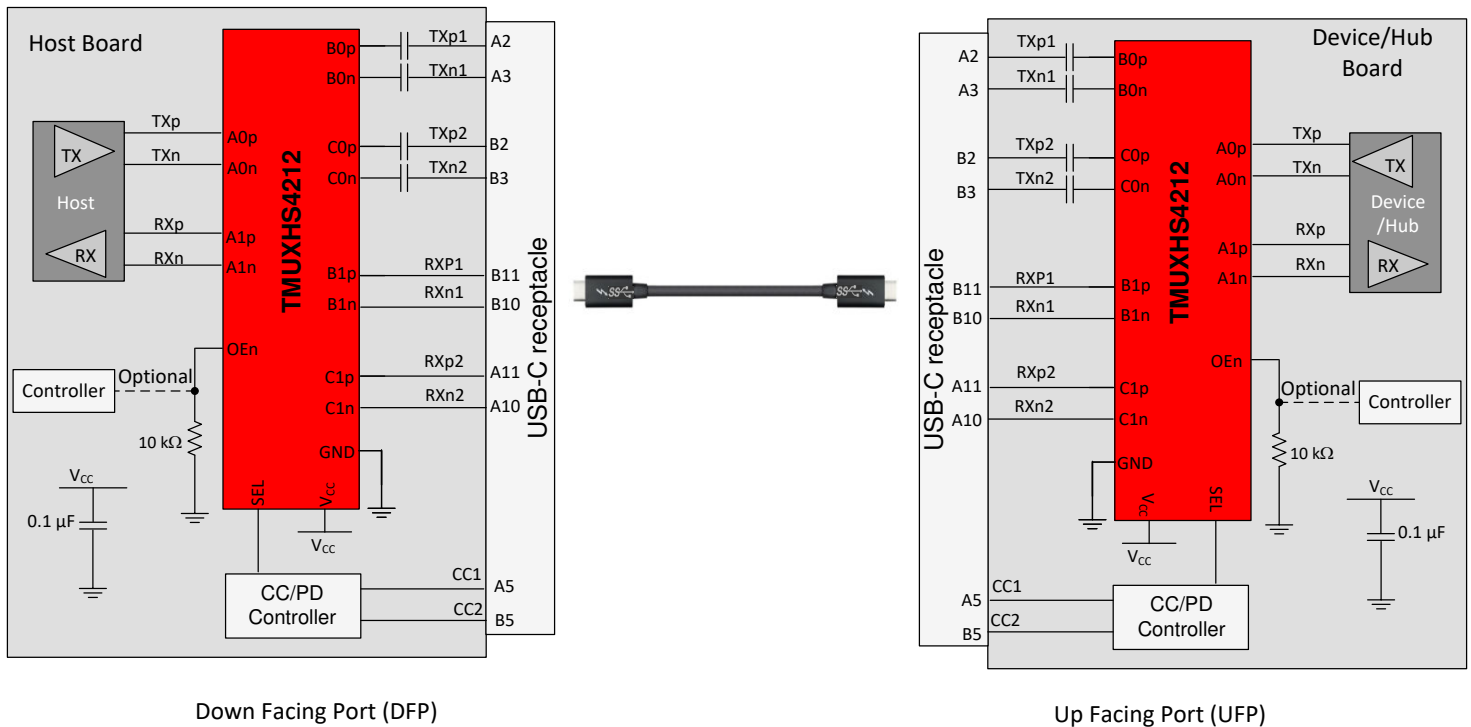 Host Board
TXp
TXn
TX
Host
RXp
RXn
RX
A0p
A0n
A1p
A1n
OEn
TMUXHS4212
B0p
B0n
C0p
C0n
B1p
B1n
C1p
C1n
GND
SEL
VCC
VCC
TXp1
TXn1
TXp2
TXn2
RXP1
RXn1
RXp2
RXn2
A2
A3
B2
B3
B11
B10
A11
A10
USB-C receptacle
Controller
Optional
10 kΩ
VCC
0.1 µF
CC/PD
Controller
CC1
CC2
A5
B5
Down Facing Port (DFP)
SS
SS
Device/Hub
Board
USB-C receptacle
A2
A3
B2
B3
B11
B10
A11
A10
TXp1
TXn1
TXp2
TXn2
RXP1
RXn1
RXp2
RXn2
B0p
B0n
C0p
C0n
B1p
B1n
C1p
C1n
GND
VCC
SEL
VCC
TMUXHS4212
A0p
A0n
A1p
A1n
OEn
TXp
TXn
RXp
RXn
TX
Device
/Hub
RX
Optional
Controller
10 kΩ
VCC
0.1 µF
CC/PD
Controller
A5
B5
CC1
CC2
Up Facing Port (UFP)